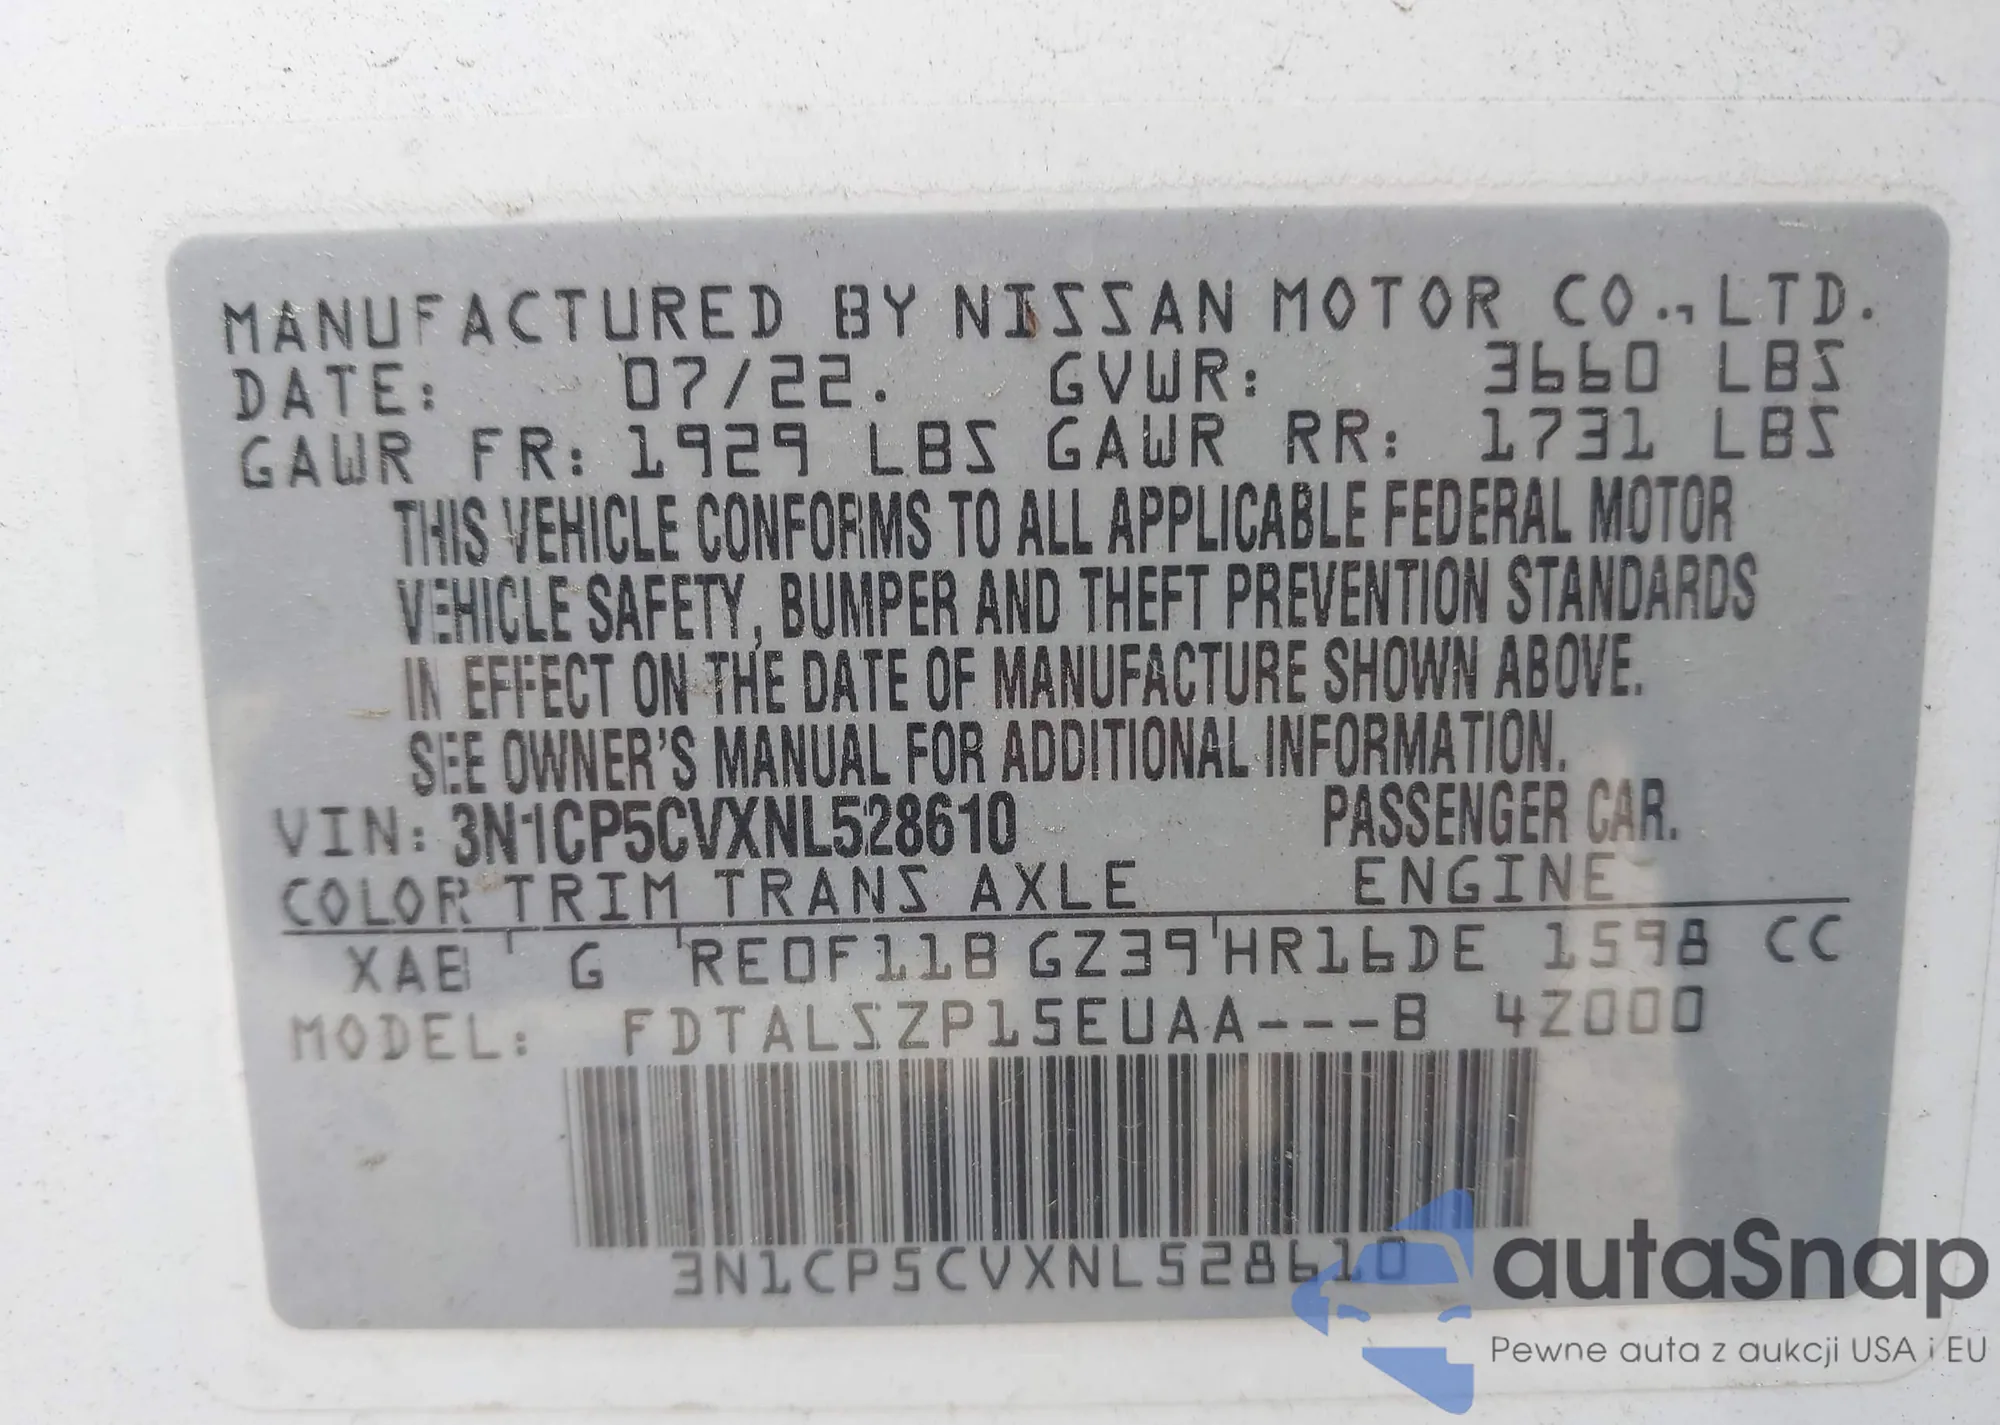 MANUFACTURED BY NISSAN MOTOR CO., LTD.
DATE: 07/22. GVWR: 3660 LBS
GAWR FR: 1929 LBS GAWR RR: 1731 LBS
THIS VEHICLE CONFORMS TO ALL APPLICABLE FEDERAL MOTOR
VEHICLE SAFETY, BUMPER AND THEFT PREVENTION STANDARDS
IN EFFECT ON THE DATE OF MANUFACTURE SHOWN ABOVE.
SEE OWNER'S MANUAL FOR ADDITIONAL INFORMATION.
VIN: 3N1CP5CVXNL528610 PASSENGER CAR.
COLOR TRIM TRANS AXLE ENGINE
XAB G RE0F11B GZ39 HR16DE 1598 CC
MODEL: FDTALSZP15EUAA---B 4Z000
3N1CP5CVXNL528610
autaSnap
Pewne auta z aukcji USA i EU